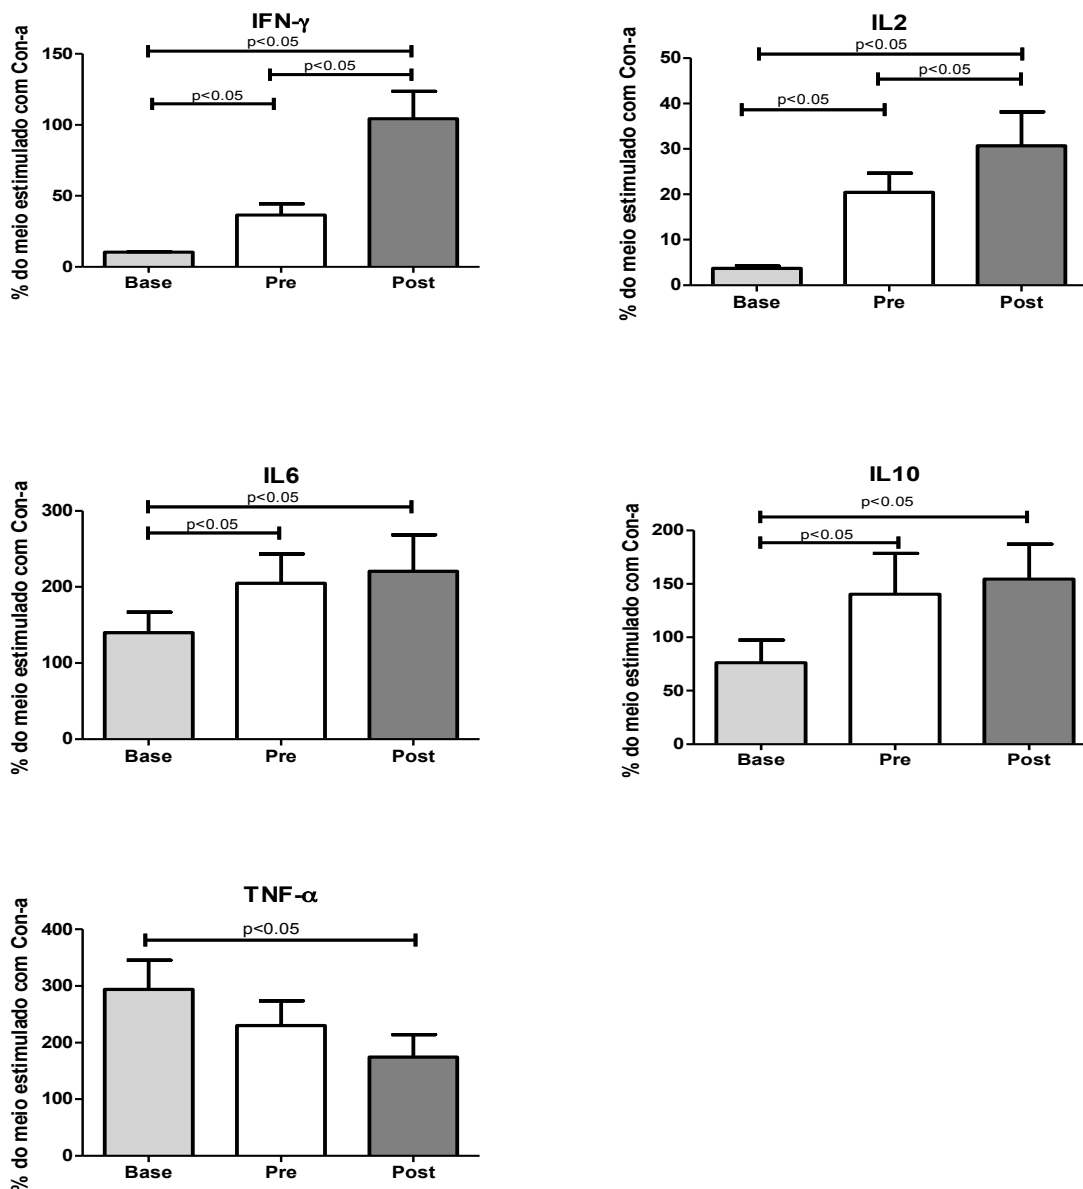 IFN-γ
% do meio estimulado com Con-a
150
100
50
0
p<0.05
p<0.05
p<0.05
Base Pre Post
IL2
% do meio estimulado com Con-a
50
40
30
20
10
0
p<0.05
p<0.05
p<0.05
Base Pre Post
IL6
% do meio estimulado com Con-a
300
200
100
0
p<0.05
p<0.05
Base Pre Post
IL10
% do meio estimulado com Con-a
200
150
100
50
0
p<0.05
p<0.05
Base Pre Post
TNF-α
% do meio estimulado com Con-a
400
300
200
100
0
p<0.05
Base Pre Post